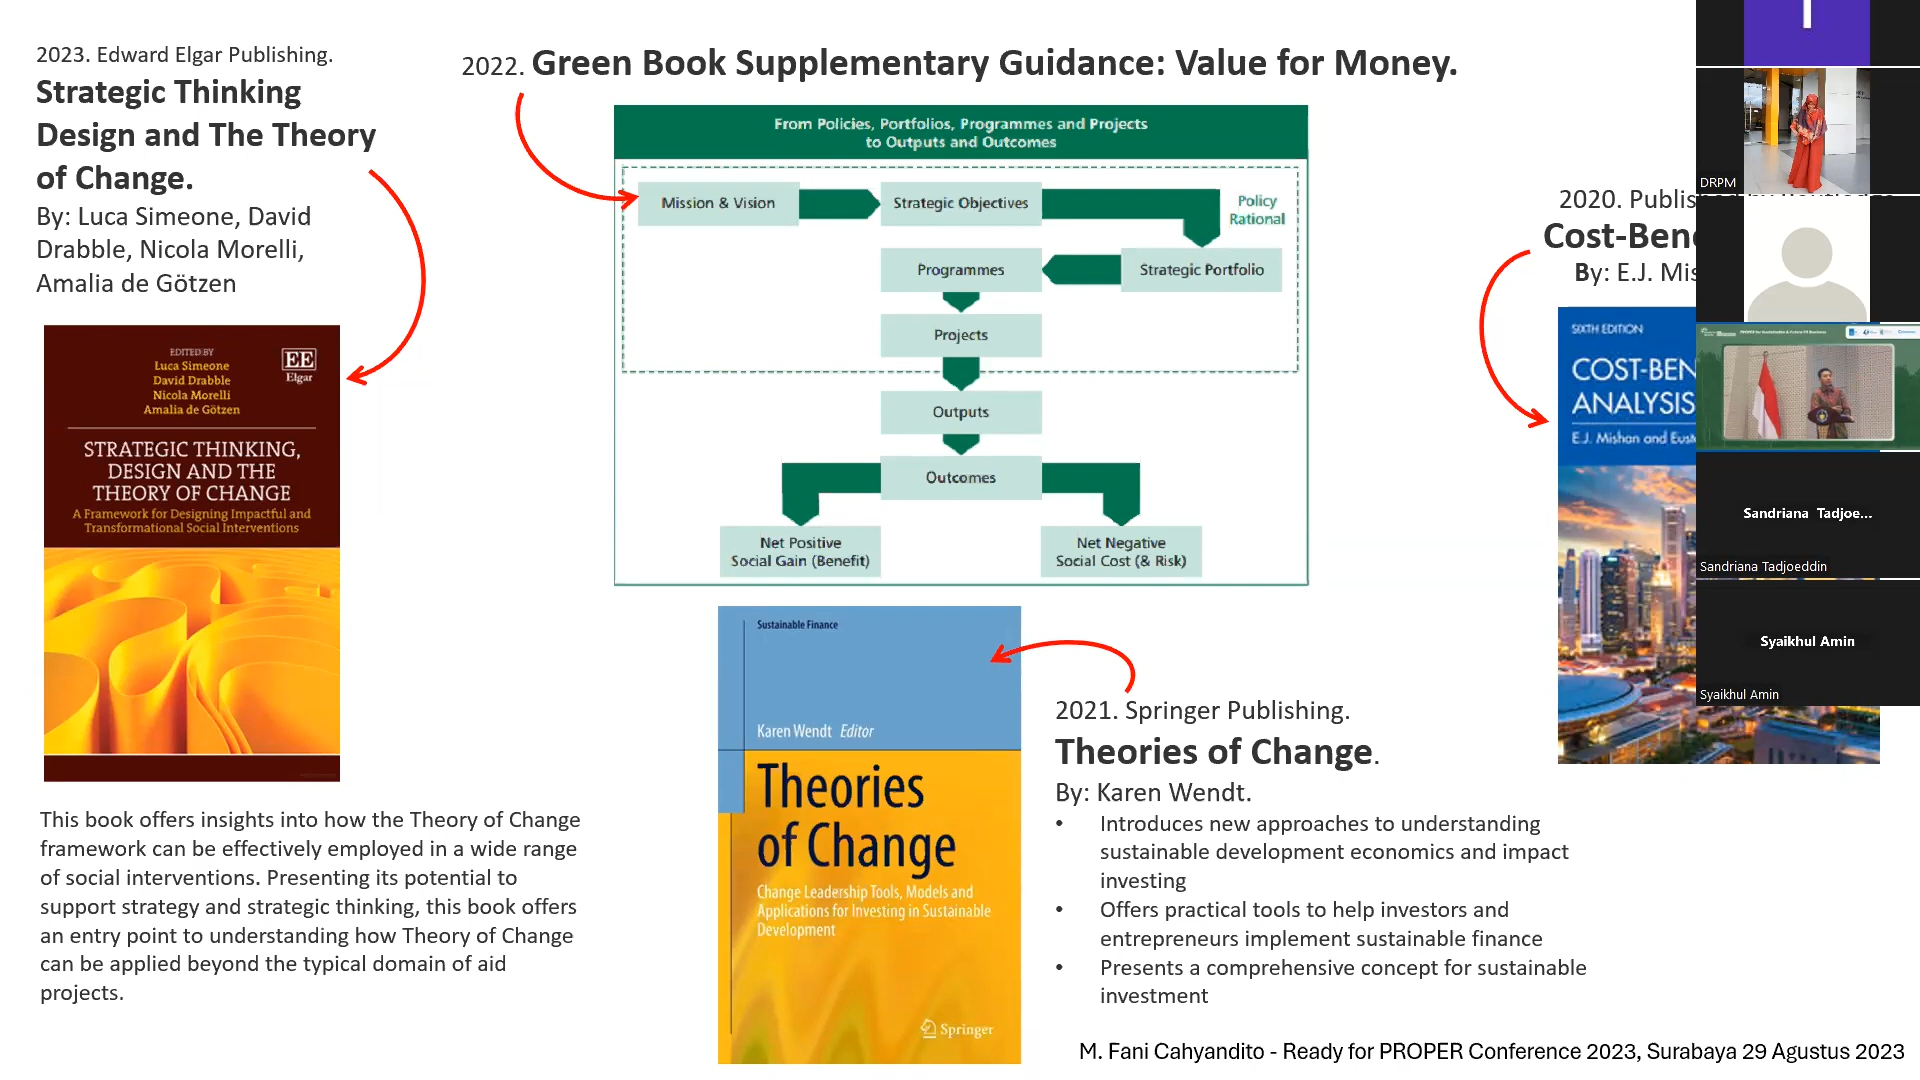 2023. Edward Elgar Publishing.
Strategic Thinking
Design and The Theory
of Change.
By: Luca Simeone, David
Drabble, Nicola Morelli,
Amalia de Götzen
EDITED BY
Luca Simeone
David Drabble
Nicola Morelli
Amalia de Götzen
EE
Elgar
STRATEGIC THINKING,
DESIGN AND THE
THEORY OF CHANGE
A Framework for Designing Impactful and
Transformational Social Interventions
This book offers insights into how the Theory of Change
framework can be effectively employed in a wide range
of social interventions. Presenting its potential to
support strategy and strategic thinking, this book offers
an entry point to understanding how Theory of Change
can be applied beyond the typical domain of aid
projects.
2022. Green Book Supplementary Guidance: Value for Money.
From Policies, Portfolios, Programmes and Projects
to Outputs and Outcomes
Mission & Vision
Strategic Objectives
Policy
Rational
Programmes
Strategic Portfolio
Projects
Outputs
Outcomes
Net Positive
Social Gain (Benefit)
Net Negative
Social Cost (& Risk)
Sustainable Finance
Karen Wendt Editor
Theories
of Change
Change Leadership Tools, Models and
Applications for Investing in Sustainable
Development
Springer
2021. Springer Publishing.
Theories of Change.
By: Karen Wendt.
• Introduces new approaches to understanding
sustainable development economics and impact
investing
• Offers practical tools to help investors and
entrepreneurs implement sustainable finance
• Presents a comprehensive concept for sustainable
investment
2020.
By: E.J.
SIXTH EDITION
COST-BEN
ANALYSIS
E.J. Mishan and
DRPM
Sandriana Tadjoe...
Sandriana Tadjoeddin
Syaikhul Amin
Syaikhul Amin
M. Fani Cahyandito - Ready for PROPER Conference 2023, Surabaya 29 Agustus 2023